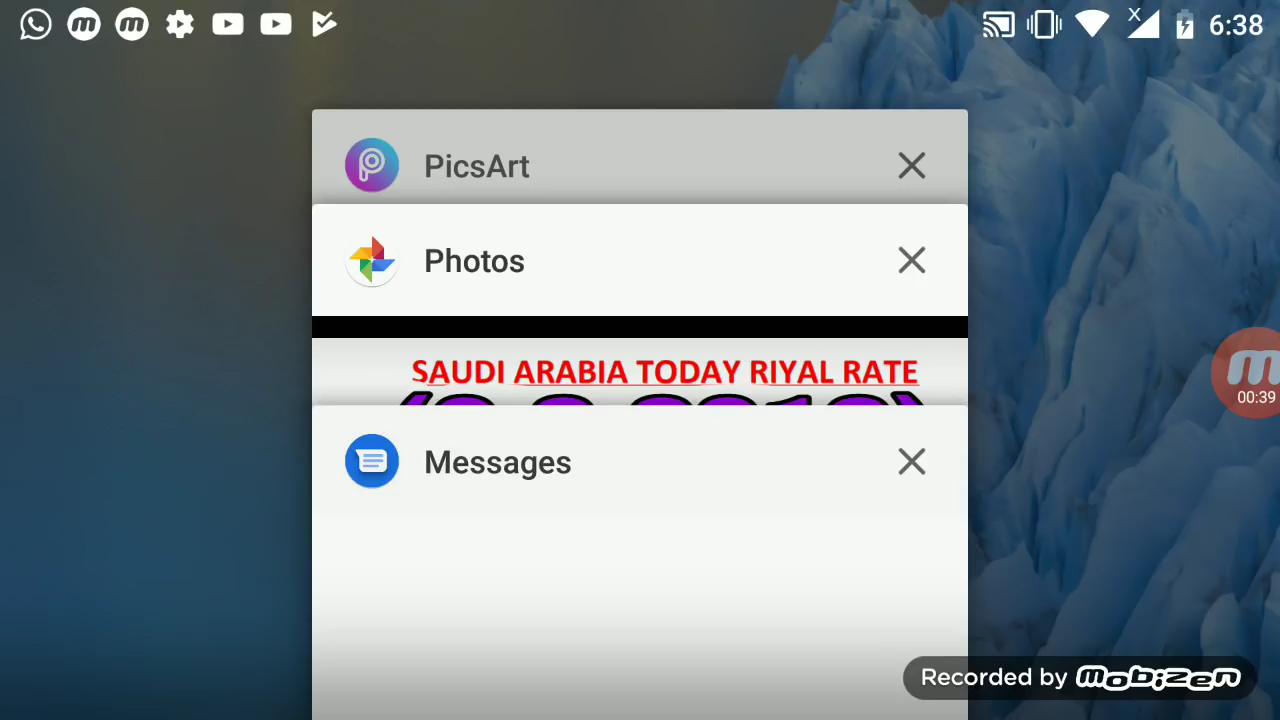 6:38
PicsArt
Photos
SAUDI ARABIA TODAY RIYAL RATE
00:39
Messages
Recorded by mobizen